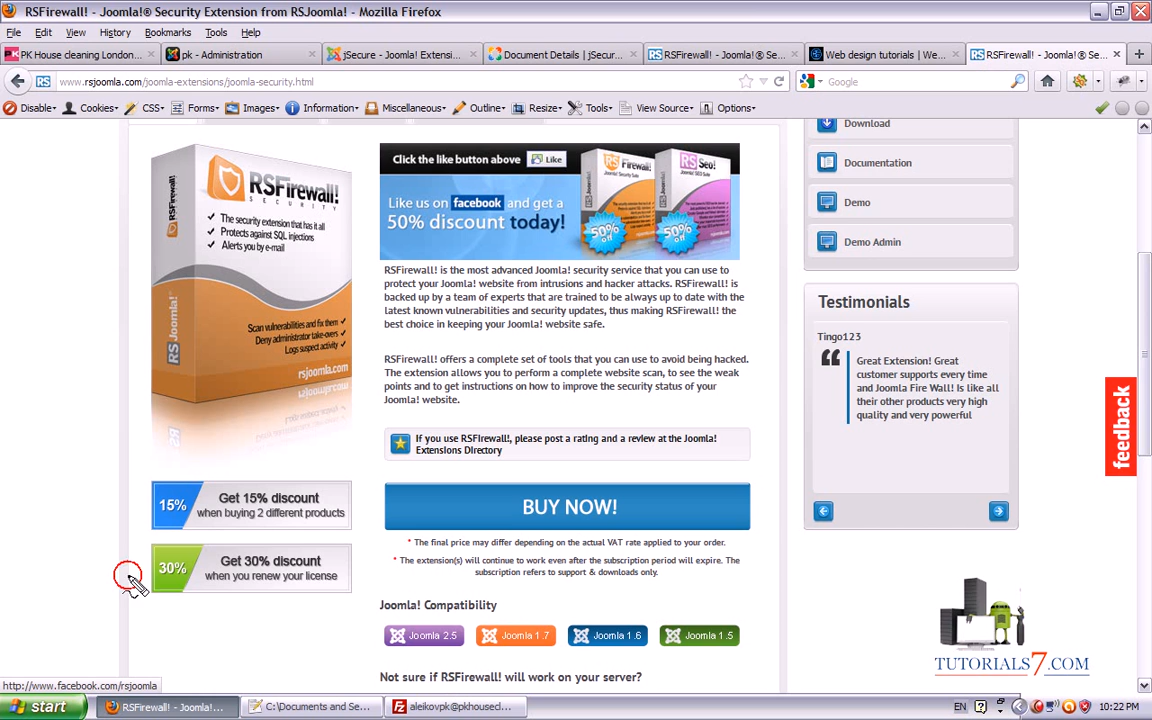 RSFirewall! - Joomla!® Security Extension from RSJoomla! - Mozilla Firefox
File Edit View History Bookmarks Tools Help
PK House cleaning London...
pk - Administration
jSecure - Joomla! Extensi...
Document Details | jSecur...
RSFirewall! - Joomla!® Se...
Web design tutorials | We...
RSFirewall! - Joomla!® Se...
www.rsjoomla.com/joomla-extensions/joomla-security.html
Google
Disable Cookies CSS Forms Images Information Miscellaneous Outline Resize Tools View Source Options
RSFirewall!
SECURITY
The security extension that has it all
Protects against SQL injections
Alerts you by e-mail
RSFirewall!
RSJoomla!
Scan vulnerabilities and fix them
Deny administrator take-overs
Logs suspect activity
rsjoomla.com
Click the like button above
Like
Like us on facebook and get a
50% discount today!
RS Firewall!
RS Seo!
50% off
50% off
RSFirewall! is the most advanced Joomla! security service that you can use to
protect your Joomla! website from intrusions and hacker attacks. RSFirewall! is
backed up by a team of experts that are trained to be always up to date with the
latest known vulnerabilities and security updates, thus making RSFirewall! the
best choice in keeping your Joomla! website safe.
RSFirewall! offers a complete set of tools that you can use to avoid being hacked.
The extension allows you to perform a complete website scan, to see the weak
points and to get instructions on how to improve the security status of your
Joomla! website.
If you use RSFirewall!, please post a rating and a review at the Joomla!
Extensions Directory
15%
Get 15% discount
when buying 2 different products
30%
Get 30% discount
when you renew your license
BUY NOW!
* The final price may differ depending on the actual VAT rate applied to your order.
* The extension(s) will continue to work even after the subscription period will expire. The
subscription refers to support & downloads only.
Joomla! Compatibility
Joomla 2.5
Joomla 1.7
Joomla 1.6
Joomla 1.5
Not sure if RSFirewall! will work on your server?
Download
Documentation
Demo
Demo Admin
Testimonials
Tingo123
Great Extension! Great
customer supports every time
and Joomla Fire Wall! Is like all
their other products very high
quality and very powerful
feedback
TUTORIALS7.COM
http://www.facebook.com/rsjoomla
start
RSFirewall! - Joomla!...
C:\Documents and Se...
aleikovpk@pkhousecl...
EN
10:22 PM